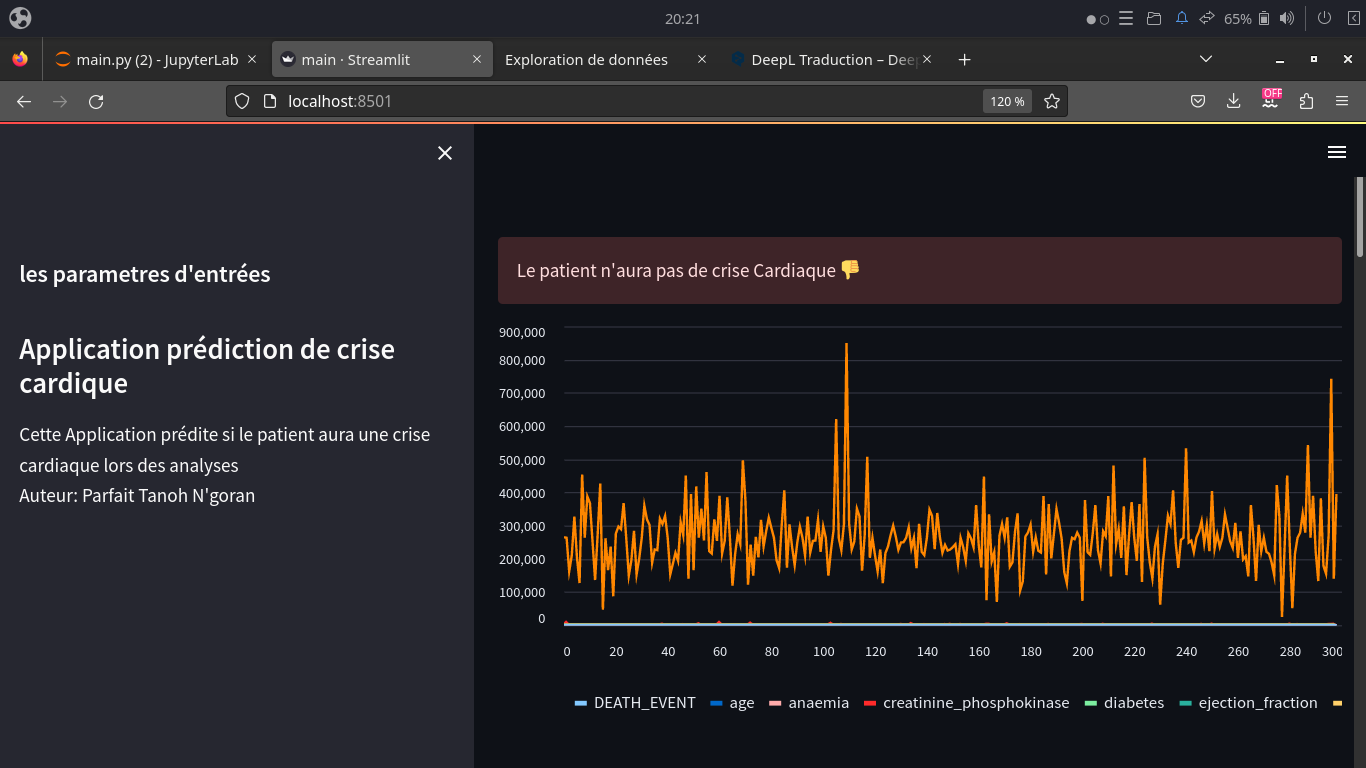 20:21
65%
main.py (2) - JupyterLab
main · Streamlit
Exploration de données
DeepL Traduction – Deep
localhost:8501
120 %
OFF
les parametres d'entrées
Application prédiction de crise
cardique
Cette Application prédite si le patient aura une crise
cardiaque lors des analyses
Auteur: Parfait Tanoh N'goran
Le patient n'aura pas de crise Cardiaque 👎
900,000
800,000
700,000
600,000
500,000
400,000
300,000
200,000
100,000
0
0 20 40 60 80 100 120 140 160 180 200 220 240 260 280 300
DEATH_EVENT age anaemia creatinine_phosphokinase diabetes ejection_fraction